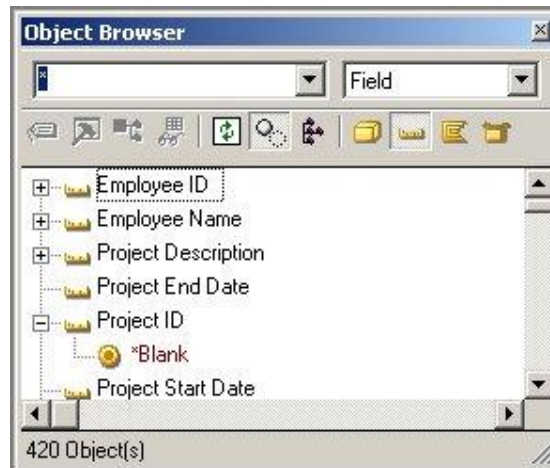 Object Browser
*
Field
Employee ID
Employee Name
Project Description
Project End Date
Project ID
*Blank
Project Start Date
420 Object(s)